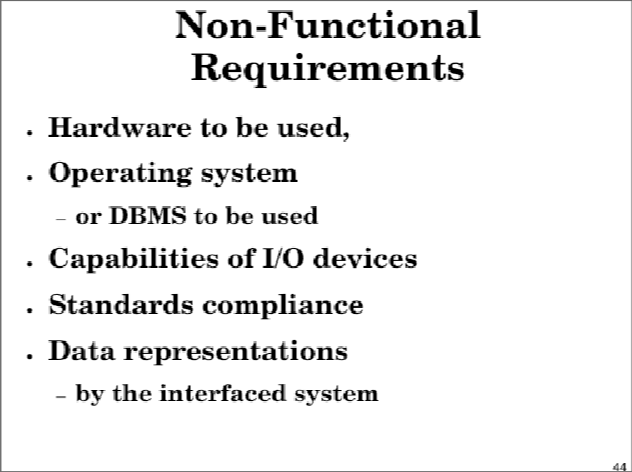 Non-Functional
Requirements
• Hardware to be used,
• Operating system
– or DBMS to be used
• Capabilities of I/O devices
• Standards compliance
• Data representations
– by the interfaced system
44